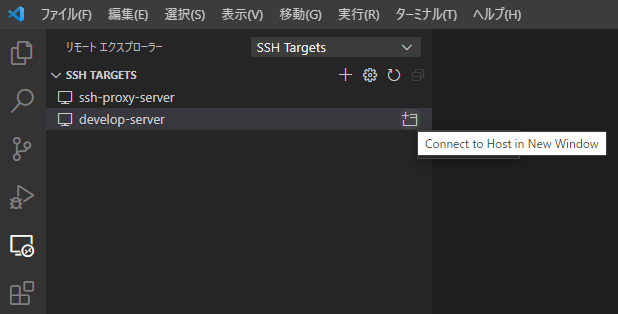 ファイル(F) 編集(E) 選択(S) 表示(V) 移動(G) 実行(R) ターミナル(T) ヘルプ(H)
リモート エクスプローラー SSH Targets
SSH TARGETS
ssh-proxy-server
develop-server
Connect to Host in New Window